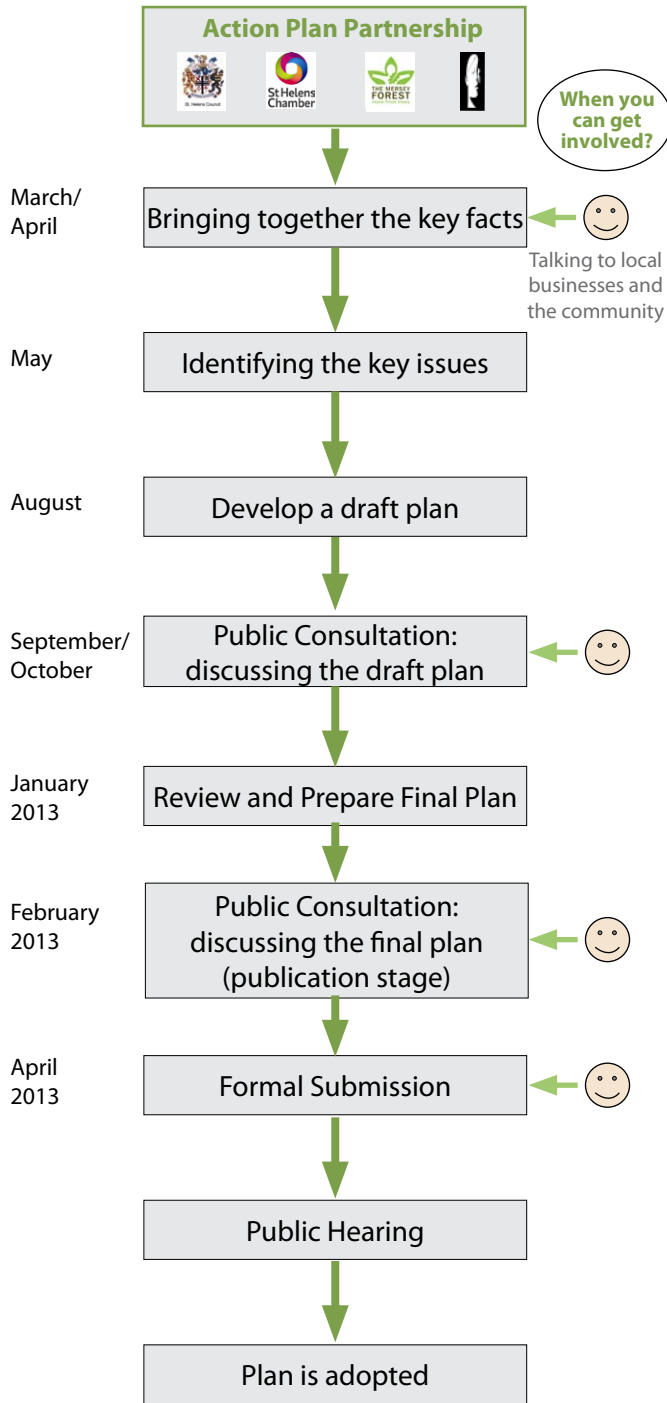 Action Plan Partnership
St. Helens Council
St Helens
Chamber
THE MERSEY
FOREST
When you
can get
involved?
March/
April
Bringing together the key facts
Talking to local
businesses and
the community
May
Identifying the key issues
August
Develop a draft plan
September/
October
Public Consultation:
discussing the draft plan
January
2013
Review and Prepare Final Plan
February
2013
Public Consultation:
discussing the final plan
(publication stage)
April
2013
Formal Submission
Public Hearing
Plan is adopted